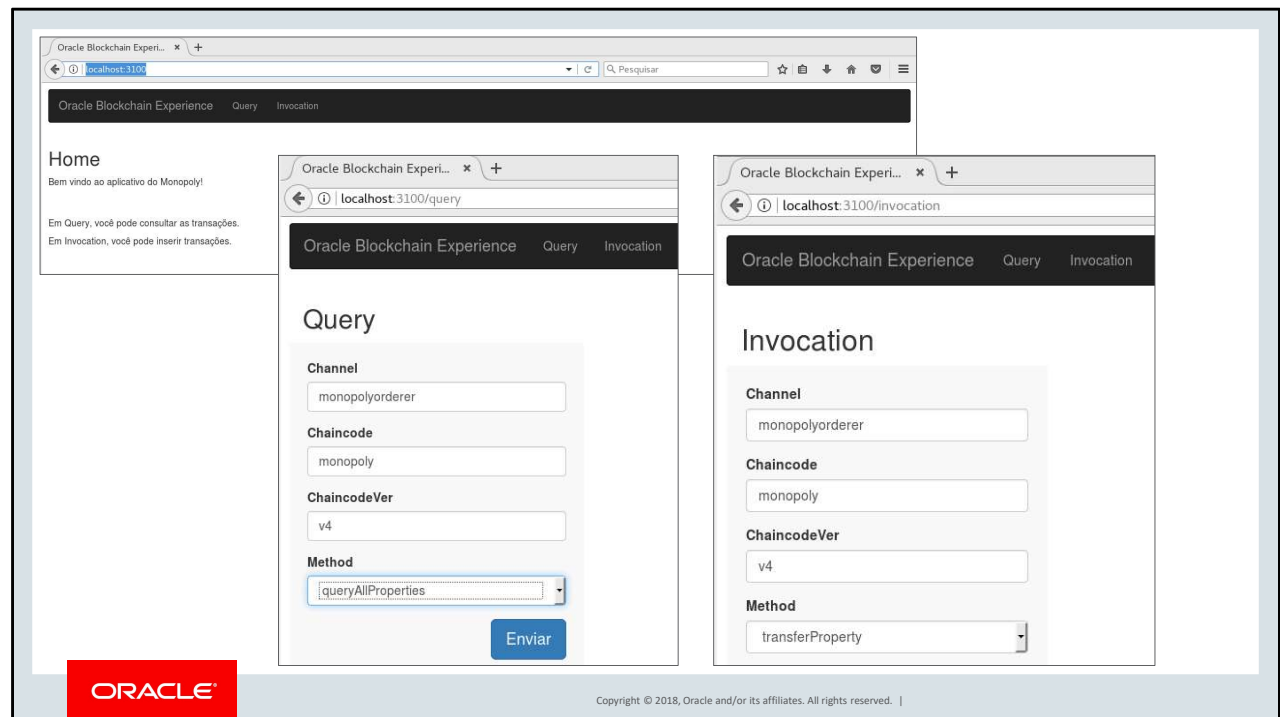 Oracle Blockchain Experi... × +
localhost:3100
Pesquisar
Oracle Blockchain Experience Query Invocation
Home
Bem vindo ao aplicativo do Monopoly!
Em Query, você pode consultar as transações.
Em Invocation, você pode inserir transações.
Oracle Blockchain Experi... × +
localhost:3100/query
Oracle Blockchain Experience Query Invocation
Query
Channel
monopolyorderer
Chaincode
monopoly
ChaincodeVer
v4
Method
queryAllProperties
Enviar
Oracle Blockchain Experi... × +
localhost:3100/invocation
Oracle Blockchain Experience Query Invocation
Invocation
Channel
monopolyorderer
Chaincode
monopoly
ChaincodeVer
v4
Method
transferProperty
ORACLE®
Copyright © 2018, Oracle and/or its affiliates. All rights reserved. |